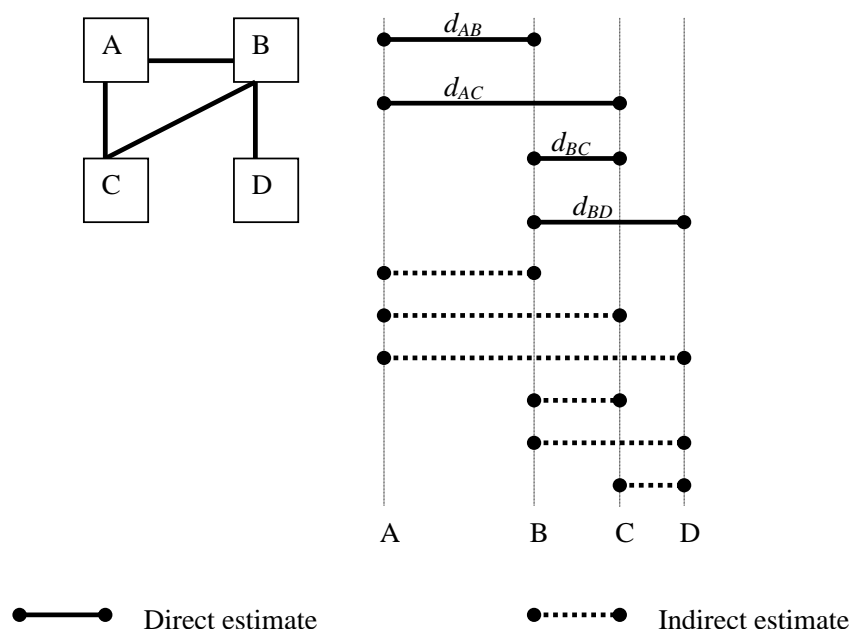 A B
C D
d_AB
d_AC
d_BC
d_BD
A B C D
Direct estimate Indirect estimate